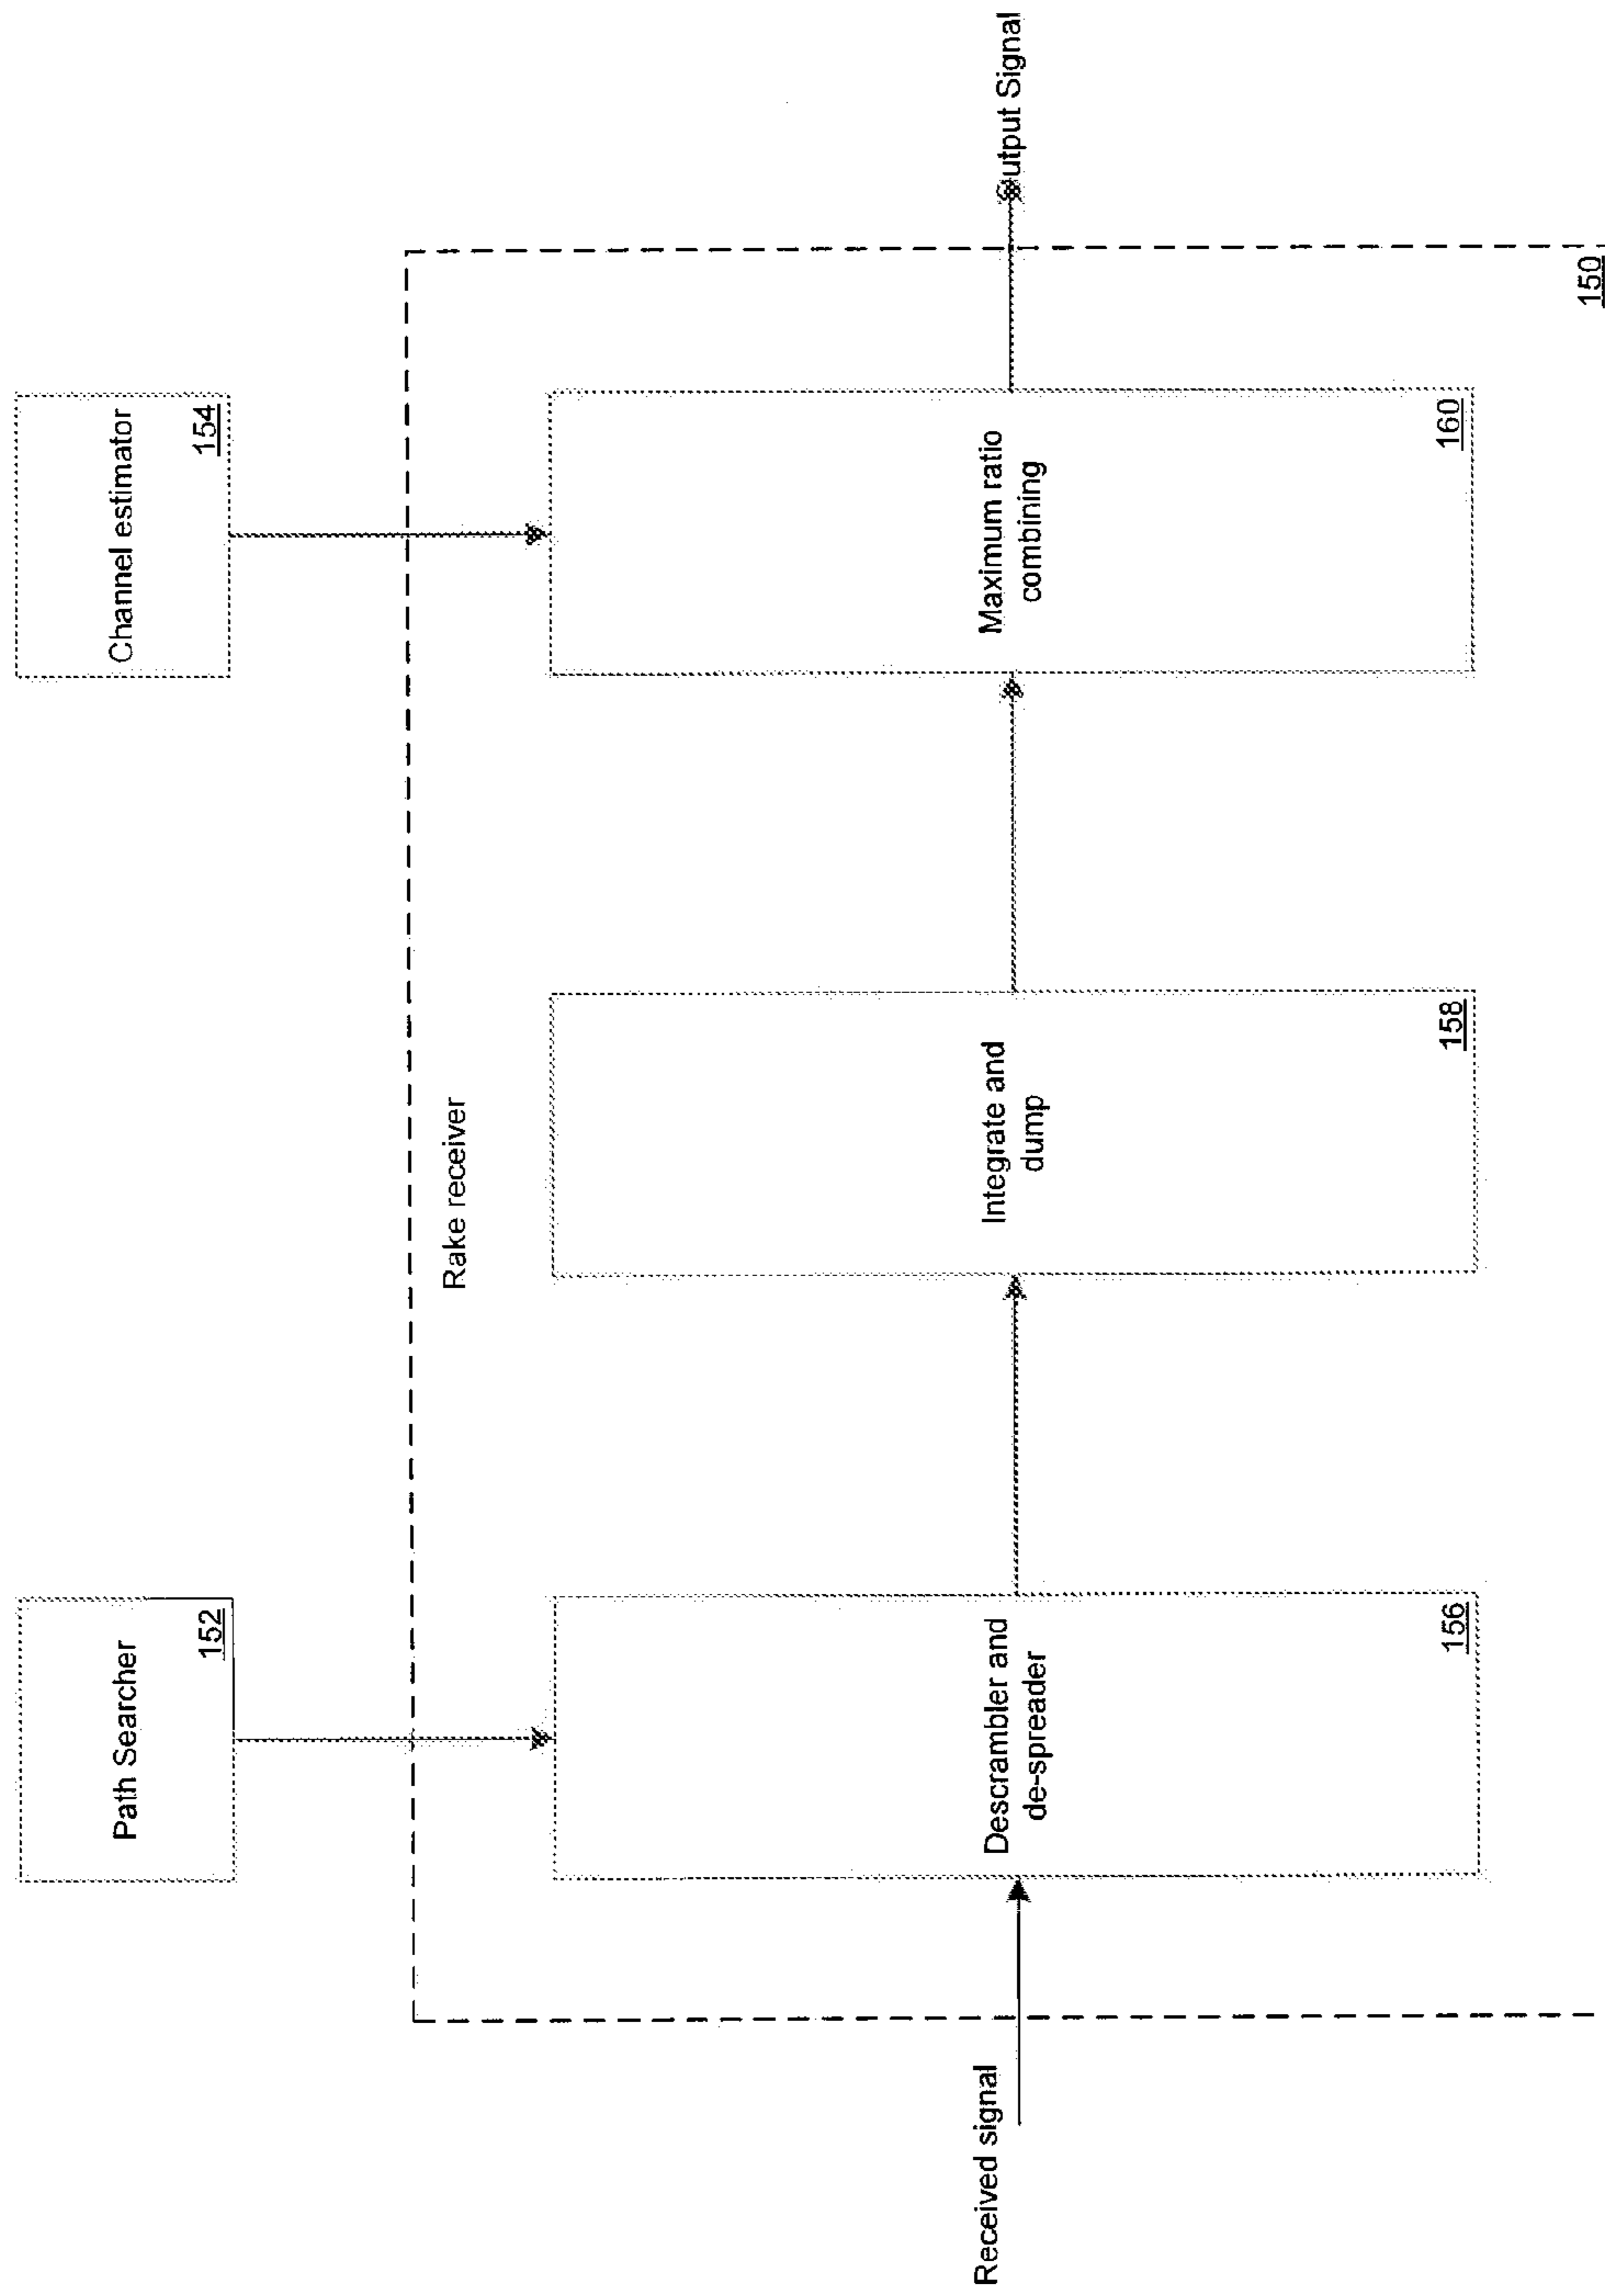 Path Searcher
152
Channel estimator
154
Rake receiver
Received signal
Descrambler and
de-spreader
156
Integrate and
dump
158
Maximum ratio
combining
160
Output Signal
150